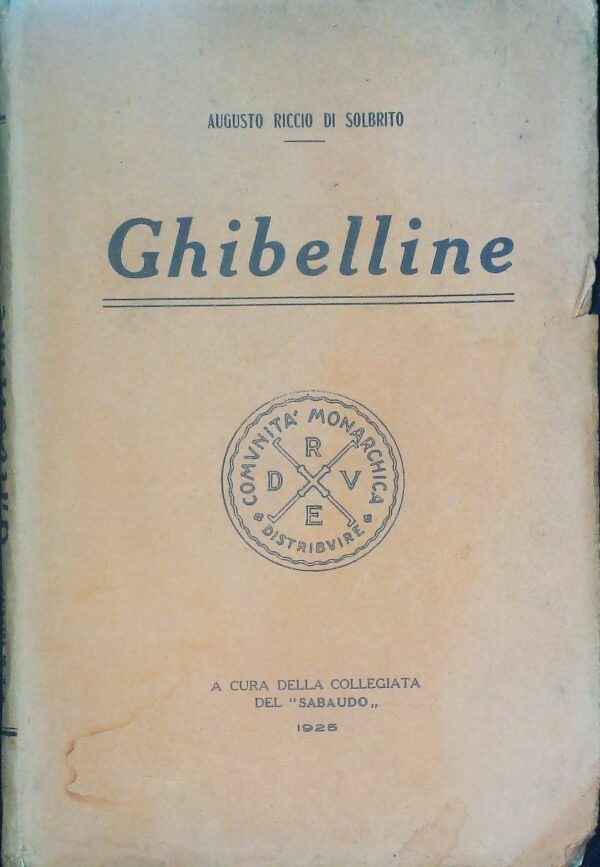 AUGUSTO RICCIO DI SOLBRITO
Ghibelline
COMVNITA' MONARCHICA
R
D V
E
DISTRIBVIRE
A CURA DELLA COLLEGIATA
DEL "SABAUDO„
1925